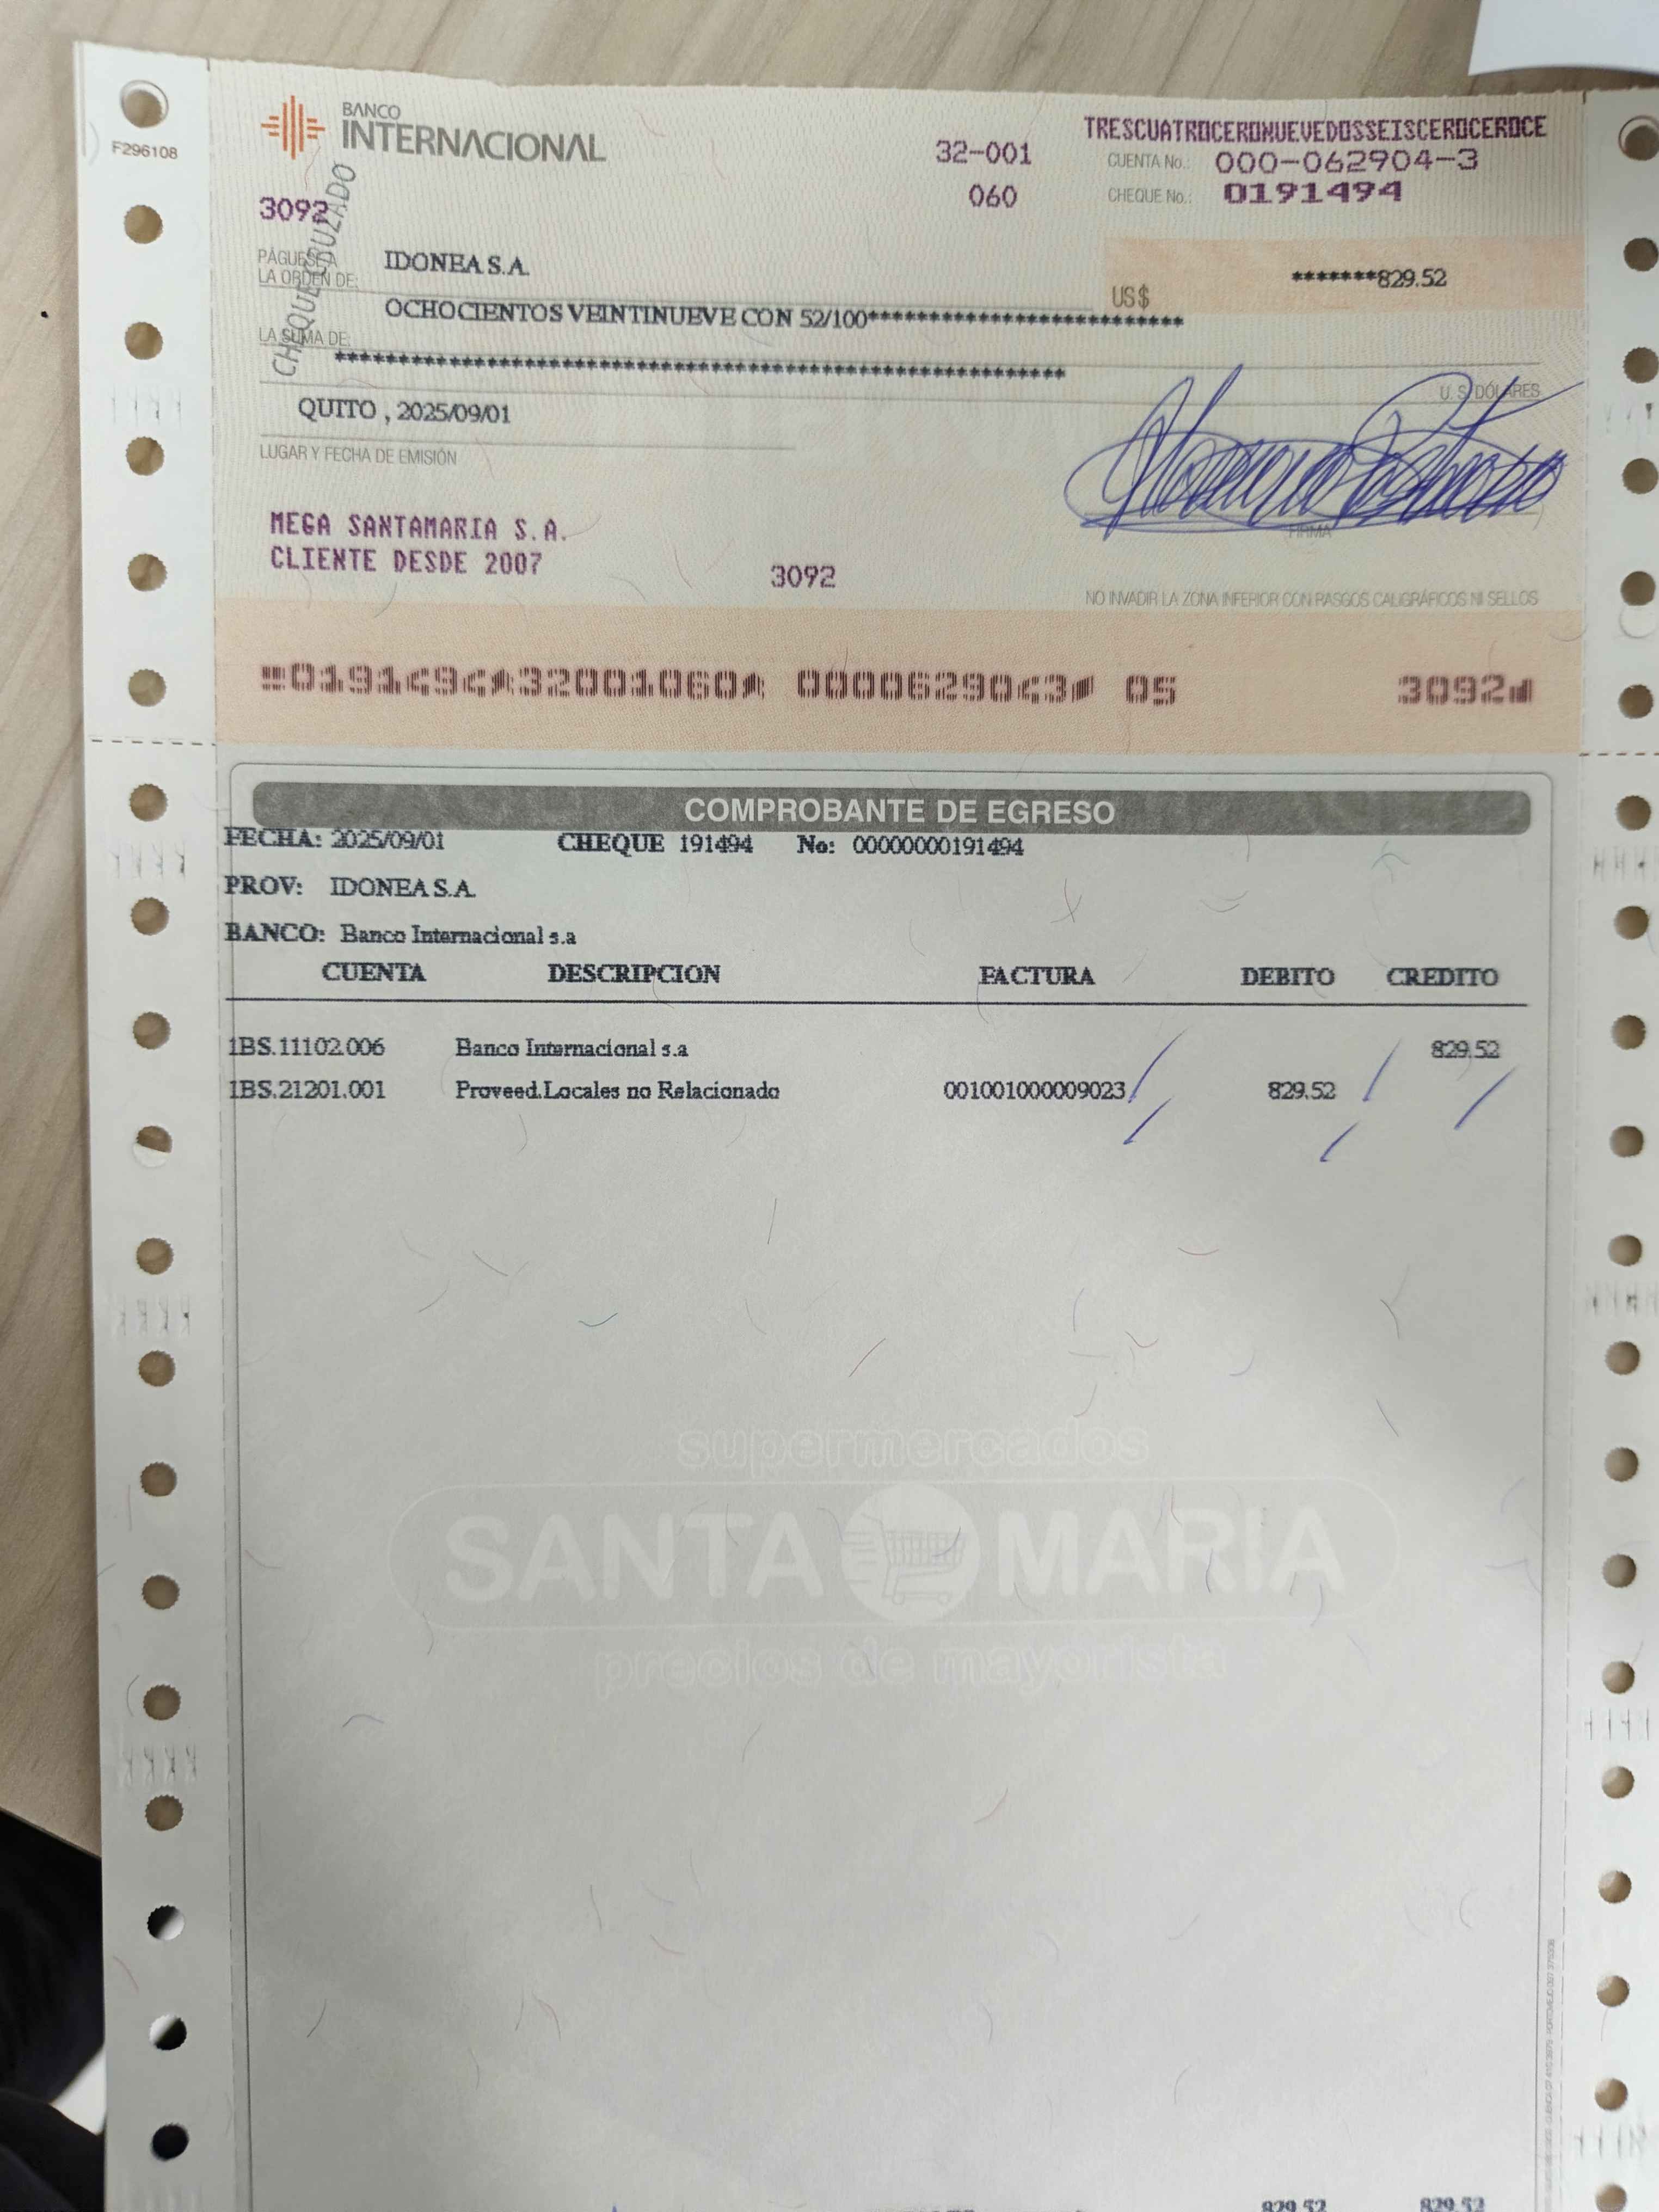 F296108
BANCO
INTERNACIONAL
32-001
060
TRESCUATROCERONUEVEDOSSEISCEROCEROCE
CUENTA No.: 000-062904-3
CHEQUE No.: 0191494
3092
CHEQUE CRUZADO
PÁGUESE A
LA ORDEN DE: IDONEA S.A.
US$ *******829.52
OCHOCIENTOS VEINTINUEVE CON 52/100*************************
LA SUMA DE:
**********************************************************
U. S. DÓLARES
QUITO , 2025/09/01
LUGAR Y FECHA DE EMISIÓN
FIRMA
MEGA SANTAMARIA S.A.
CLIENTE DESDE 2007
3092
NO INVADIR LA ZONA INFERIOR CON RASGOS CALIGRÁFICOS NI SELLOS
0191494 32001060 0000629043 05 3092
COMPROBANTE DE EGRESO
FECHA: 2025/09/01 CHEQUE 191494 No: 00000000191494
PROV: IDONEA S.A.
BANCO: Banco Internacional s.a
CUENTA DESCRIPCION FACTURA DEBITO CREDITO
1BS.11102.006 Banco Internacional s.a 829.52
1BS.21201.001 Proveed.Locales no Relacionado 001001000009023 829.52
supermercados
SANTA MARIA
precios de mayorista
829.52 829.52